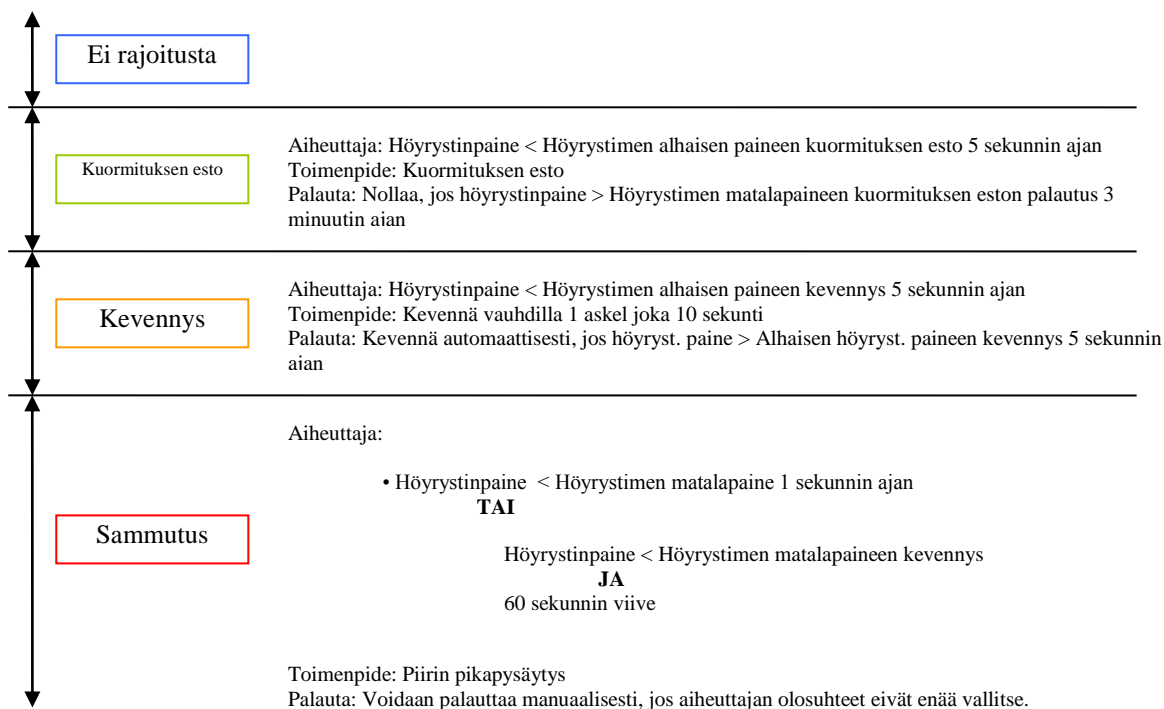 Ei rajoitusta
Kuormituksen esto
Aiheuttaja: Höyrystinpaine < Höyrystimen alhaisen paineen kuormituksen esto 5 sekunnin ajan
Toimenpide: Kuormituksen esto
Palauta: Nollaa, jos höyrystinpaine > Höyrystimen matalapaineen kuormituksen eston palautus 3
minuutin ajan
Kevennys
Aiheuttaja: Höyrystinpaine < Höyrystimen alhaisen paineen kevennys 5 sekunnin ajan
Toimenpide: Kevennä vauhdilla 1 askel joka 10 sekunti
Palauta: Kevennä automaattisesti, jos höyryst. paine > Alhaisen höyryst. paineen kevennys 5 sekunnin
ajan
Sammutus
Aiheuttaja:
• Höyrystinpaine < Höyrystimen matalapaine 1 sekunnin ajan
TAI
Höyrystinpaine < Höyrystimen matalapaineen kevennys
JA
60 sekunnin viive
Toimenpide: Piirin pikapysäytys
Palauta: Voidaan palauttaa manuaalisesti, jos aiheuttajan olosuhteet eivät enää vallitse.